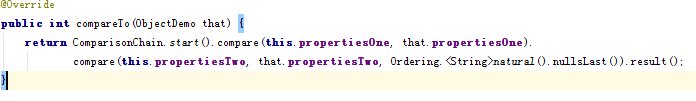 @Override
public int compareTo(ObjectDemo that) {
return ComparisonChain.start().compare(this.propertiesOne, that.propertiesOne).
compare(this.propertiesTwo, that.propertiesTwo, Ordering.<String>natural().nullsLast()).result();
}